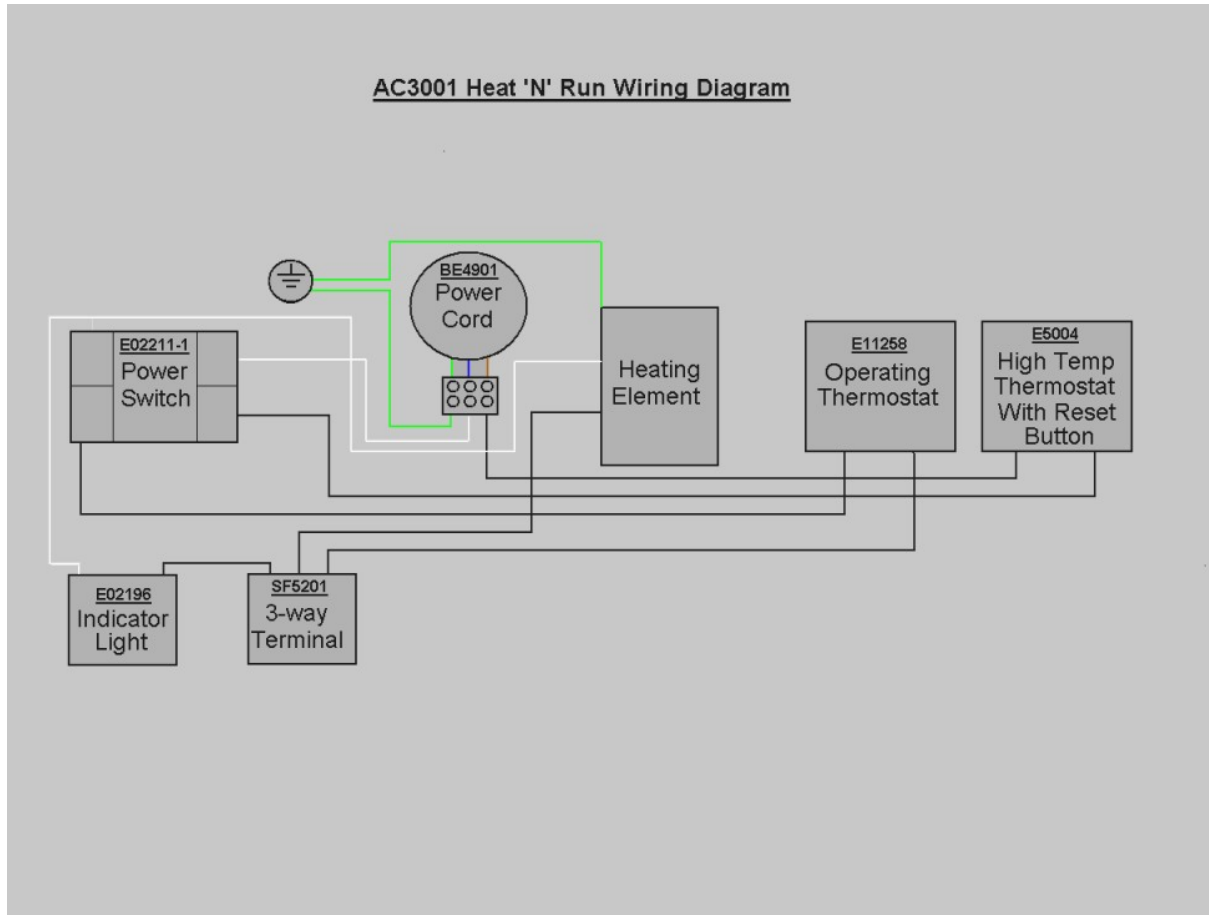 AC3001 Heat 'N' Run Wiring Diagram
BE4901
Power
Cord
E02211-1
Power
Switch
Heating
Element
E11258
Operating
Thermostat
E5004
High Temp
Thermostat
With Reset
Button
E02196
Indicator
Light
SF5201
3-way
Terminal